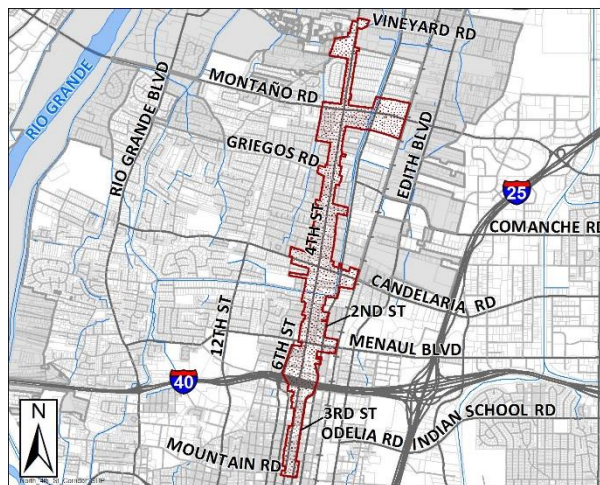 VINEYARD RD
MONTAÑO RD
RIO GRANDE
RIO GRANDE BLVD
GRIEGOS RD
EDITH BLVD
25
4TH ST
COMANCHE RD
CANDELARIA RD
2ND ST
12TH ST
6TH ST
MENAUL BLVD
40
N
3RD ST
ODELIA RD
INDIAN SCHOOL RD
MOUNTAIN RD